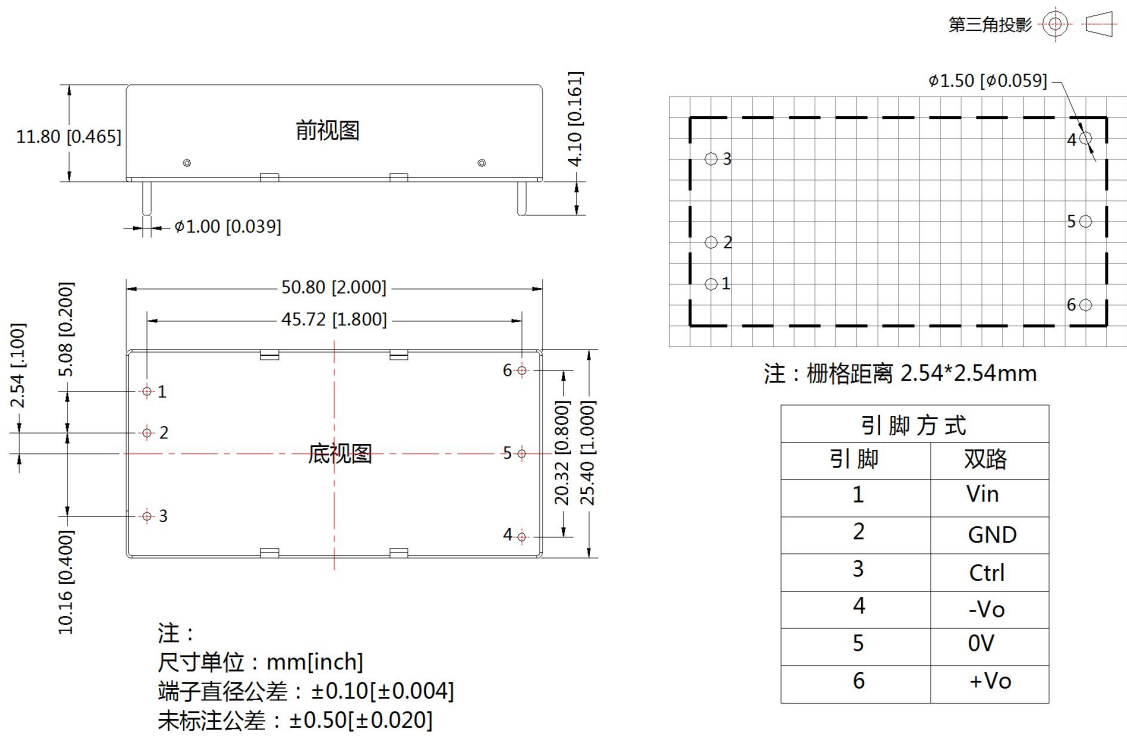 第三角投影
前视图
11.80 [0.465]
4.10 [0.161]
⌀1.00 [0.039]
⌀1.50 [⌀0.059]
4
3
5
2
1
6
注：栅格距离 2.54*2.54mm
50.80 [2.000]
45.72 [1.800]
2.54 [.100]
5.08 [0.200]
10.16 [0.400]
1
2
3
底视图
6
5
4
20.32 [0.800]
25.40 [1.000]
引 脚 方 式
引 脚 双路
1 Vin
2 GND
3 Ctrl
4 -Vo
5 0V
6 +Vo
注：
尺寸单位：mm[inch]
端子直径公差：±0.10[±0.004]
未标注公差：±0.50[±0.020]